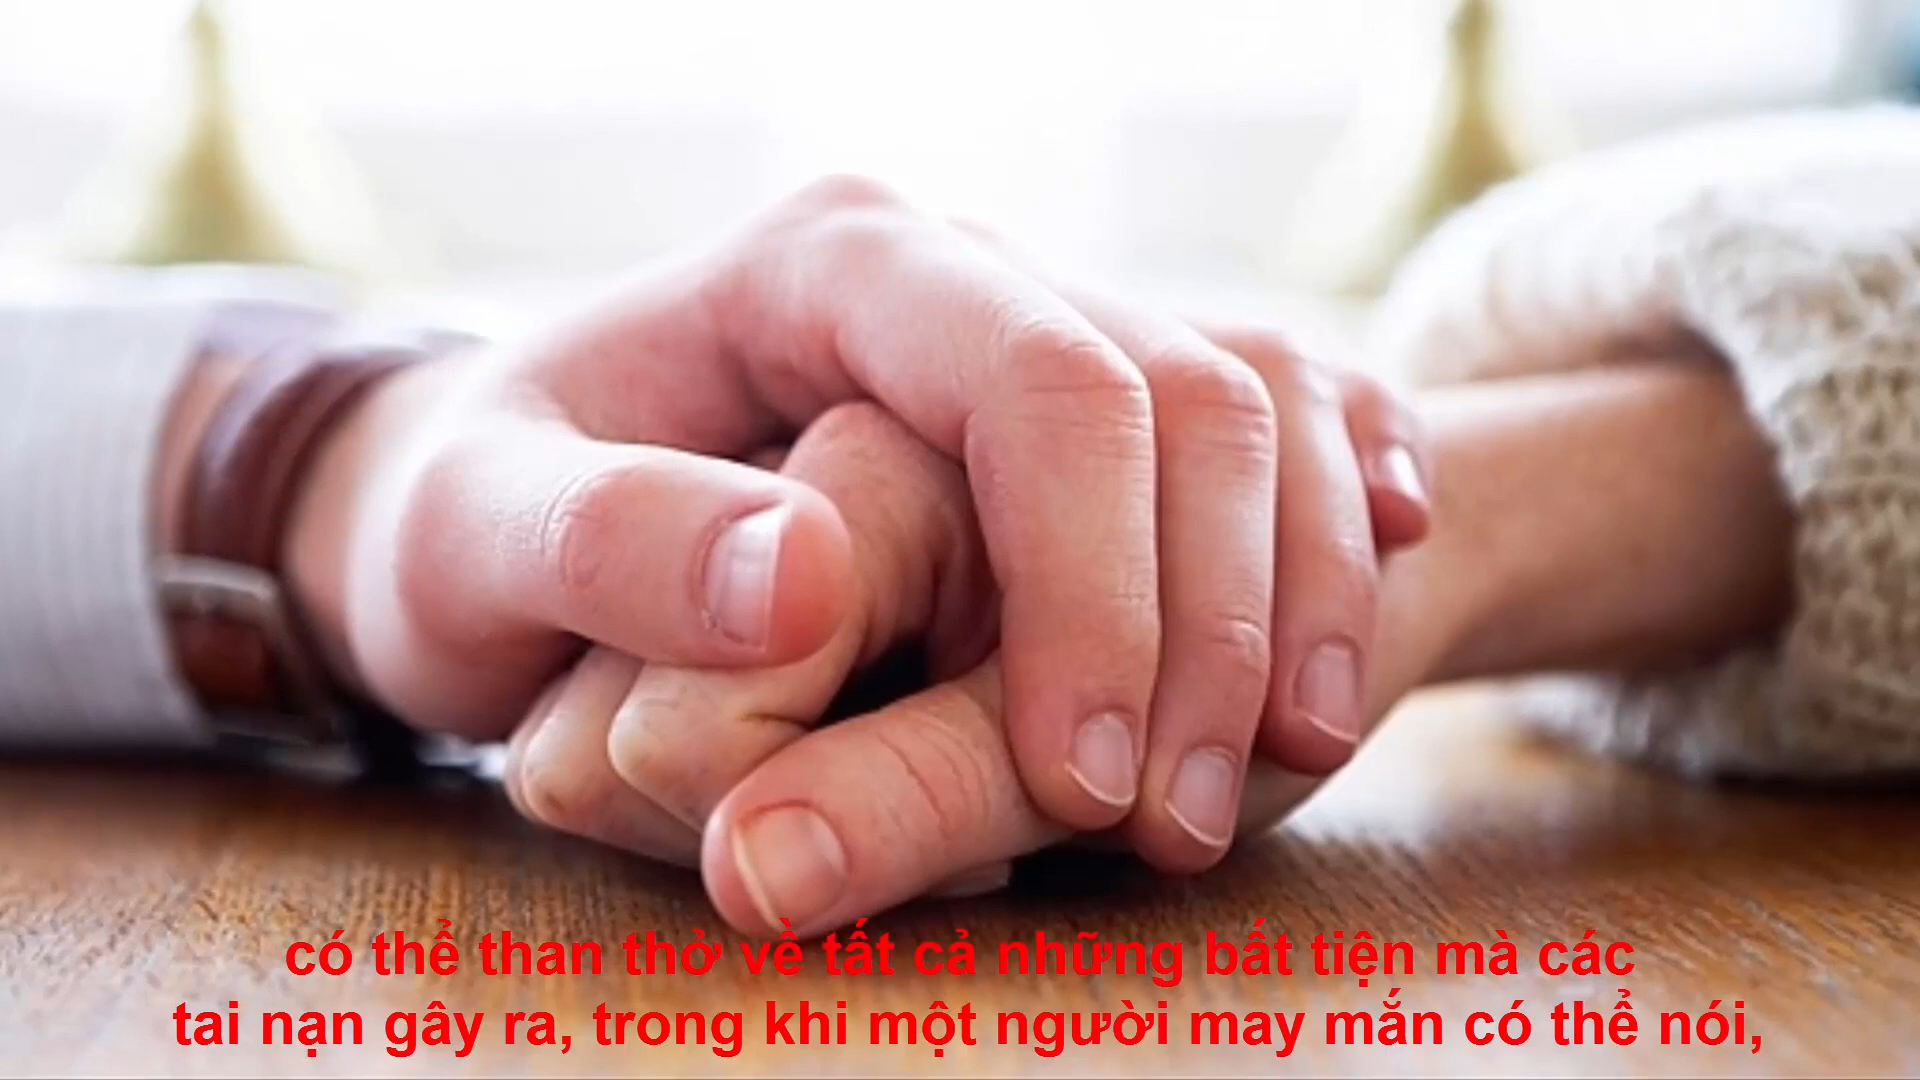 có thể than thở về tất cả những bất tiện mà các
tai nạn gây ra, trong khi một người may mắn có thể nói,